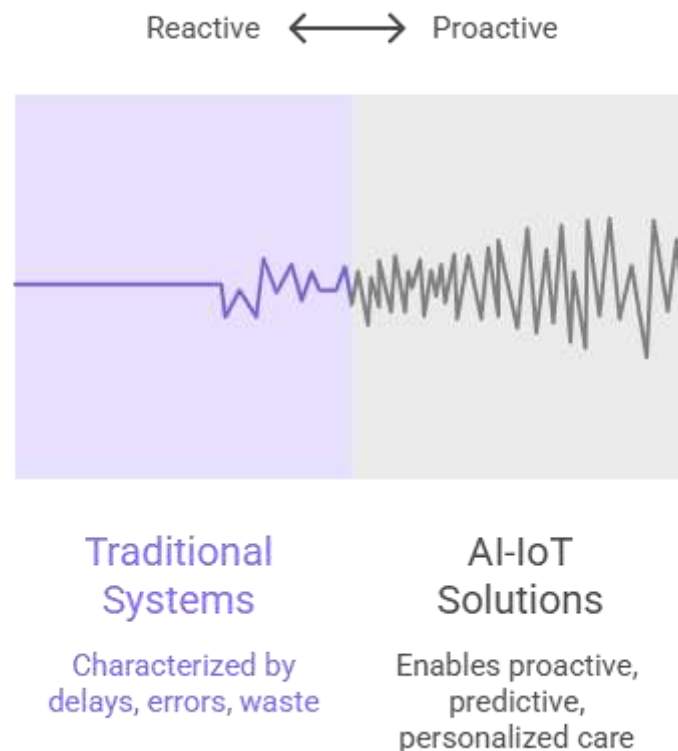 Reactive Proactive
Traditional
Systems
Characterized by
delays, errors, waste
AI-IoT
Solutions
Enables proactive,
predictive,
personalized care